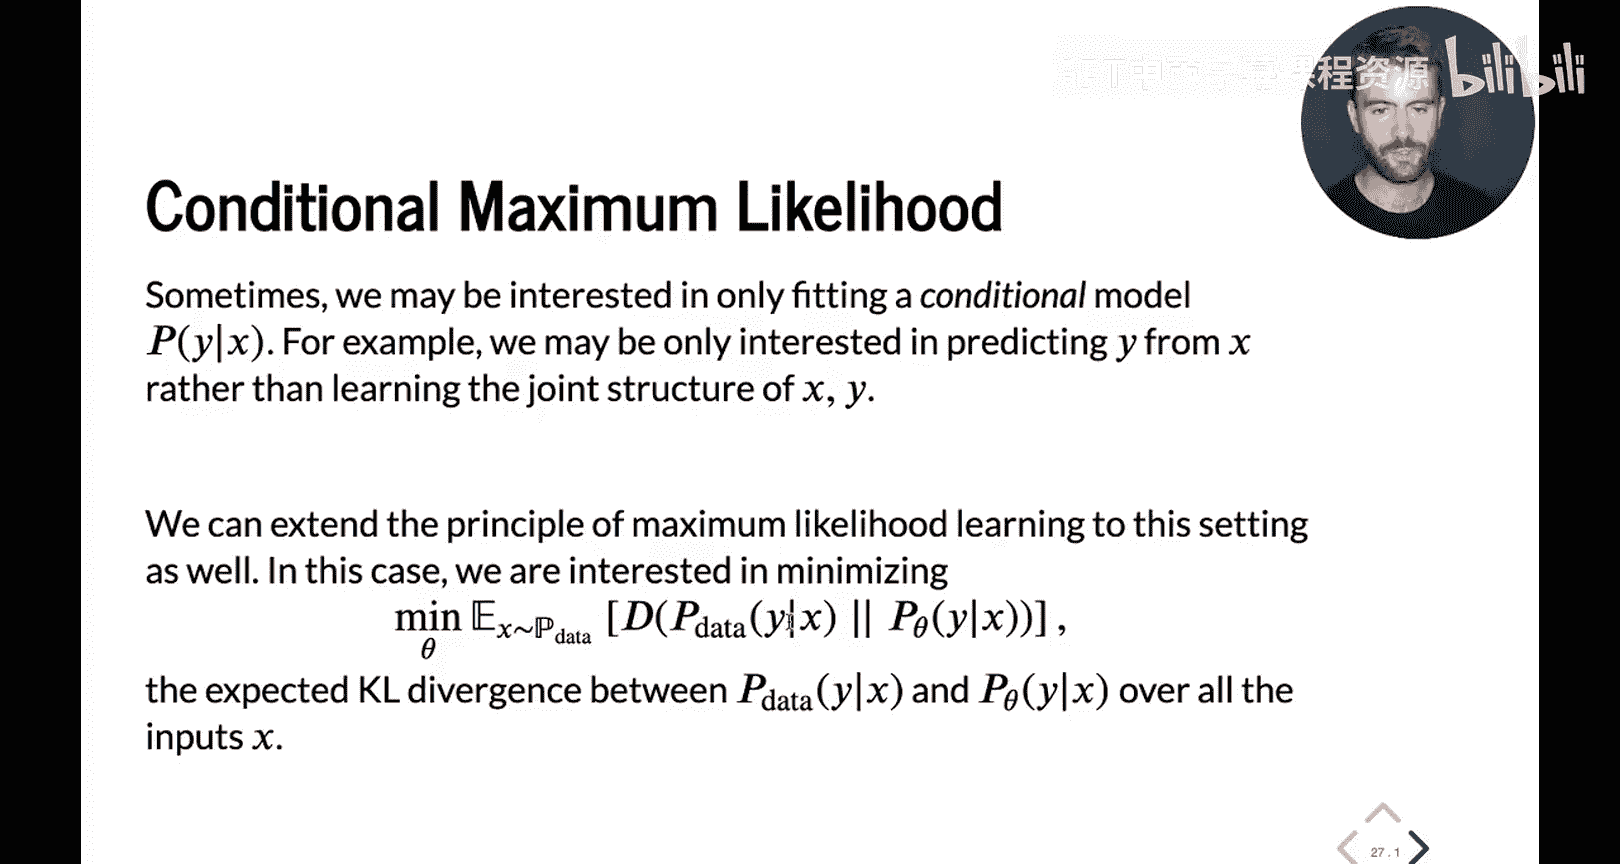 程资源 bilibili
Conditional Maximum Likelihood
Sometimes, we may be interested in only fitting a conditional model
P(y|x). For example, we may be only interested in predicting y from x
rather than learning the joint structure of x, y.
We can extend the principle of maximum likelihood learning to this setting
as well. In this case, we are interested in minimizing
min_θ 𝔼_{x∼ℙ_data} [D(P_data(y|x) || P_θ(y|x))] ,
the expected KL divergence between P_data(y|x) and P_θ(y|x) over all the
inputs x.
27.1